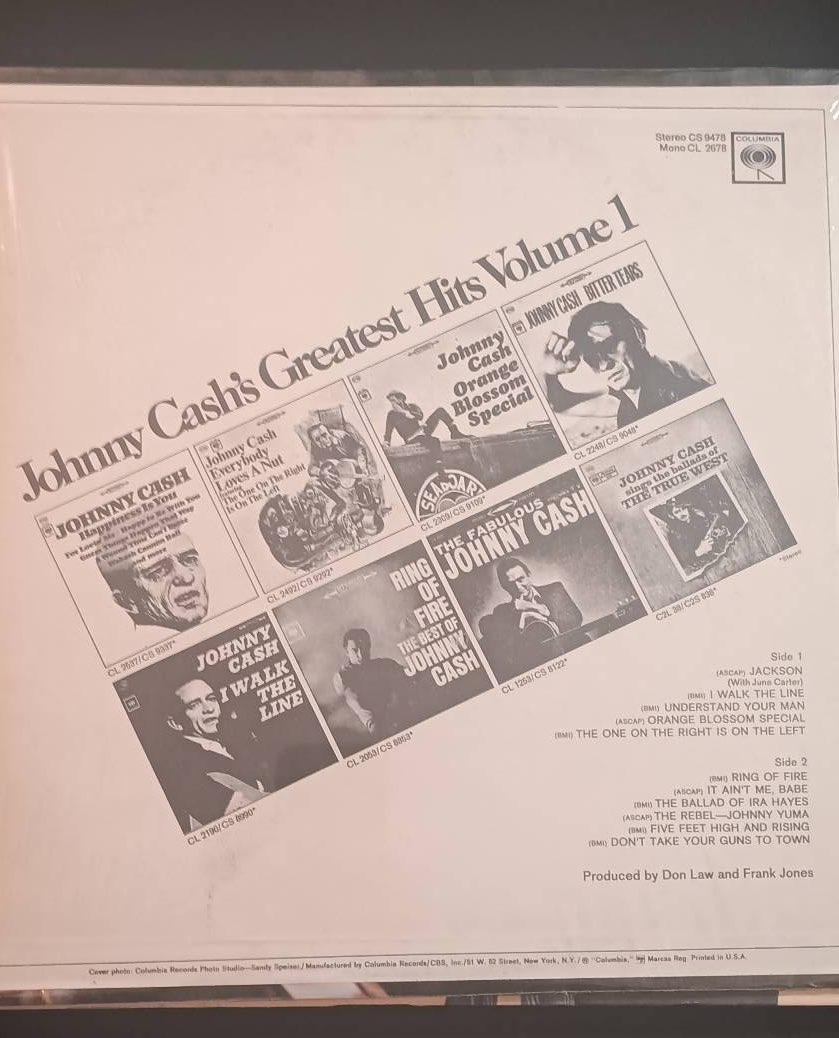 Stereo CS 9478
Mono CL 2678
COLUMBIA
Johnny Cash's Greatest Hits Volume 1
JOHNNY CASH BITTER TEARS
CL 2248/CS 9048*
Johnny
Cash
Orange
Blossom
Special
SEABOARD
CL 2309/CS 9109*
Johnny Cash
Everybody
Loves A Nut
The One On The Right
Is On The Left
CL 2492/CS 9292*
JOHNNY CASH
Happiness Is You
and more
CL 2537/CS 9337*
JOHNNY CASH
sings the ballads of
THE TRUE WEST
C2L 38/C2S 838*
*Stereo
THE FABULOUS
JOHNNY CASH
CL 1253/CS 8122*
RING
OF
FIRE
THE BEST OF
JOHNNY
CASH
CL 2053/CS 8853*
JOHNNY
CASH
I WALK
THE
LINE
CL 2190/CS 8990*
Side 1
(ASCAP) JACKSON
(With June Carter)
(BMI) I WALK THE LINE
(BMI) UNDERSTAND YOUR MAN
(ASCAP) ORANGE BLOSSOM SPECIAL
(BMI) THE ONE ON THE RIGHT IS ON THE LEFT
Side 2
(BMI) RING OF FIRE
(ASCAP) IT AIN'T ME, BABE
(BMI) THE BALLAD OF IRA HAYES
(ASCAP) THE REBEL—JOHNNY YUMA
(BMI) FIVE FEET HIGH AND RISING
(BMI) DON'T TAKE YOUR GUNS TO TOWN
Produced by Don Law and Frank Jones
Cover photo: Columbia Records Photo Studio—Sandy Speiser/Manufactured by Columbia Records/CBS, Inc./51 W. 52 Street, New York, N.Y./® "Columbia," Marcas Reg. Printed in U.S.A.